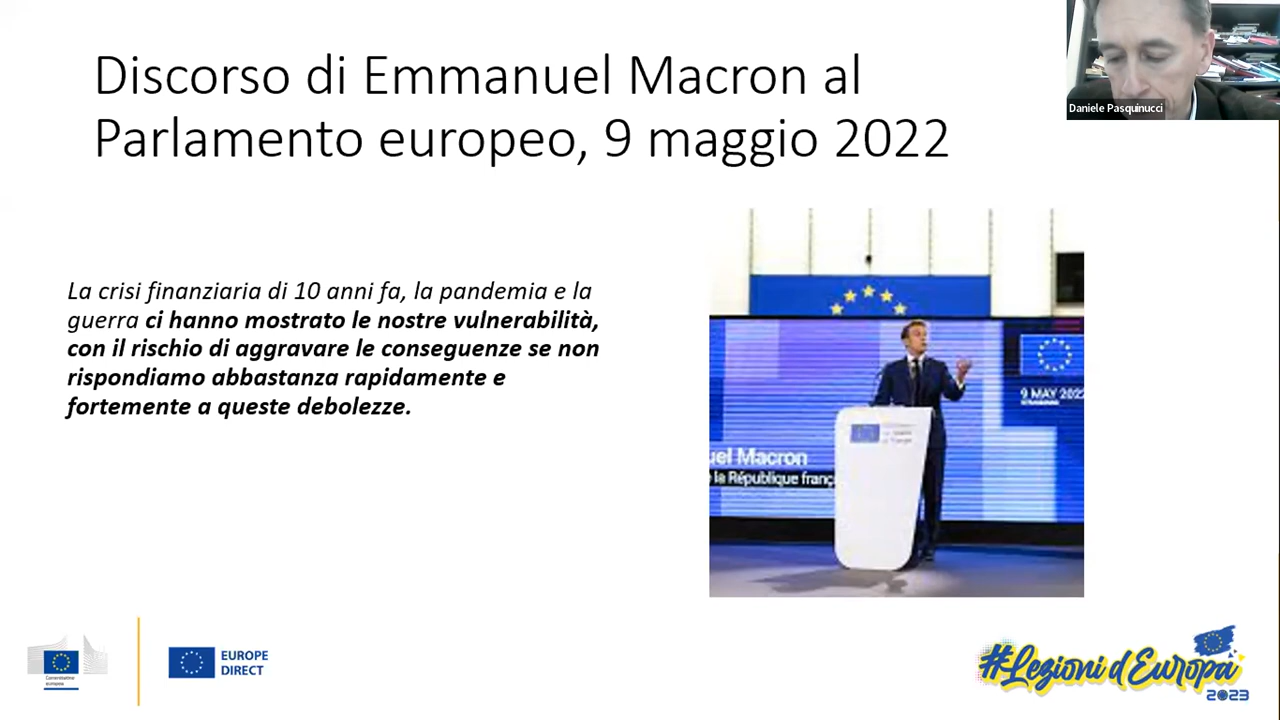 Discorso di Emmanuel Macron al
Parlamento europeo, 9 maggio 2022
Daniele Pasquinucci
La crisi finanziaria di 10 anni fa, la pandemia e la
guerra ci hanno mostrato le nostre vulnerabilità,
con il rischio di aggravare le conseguenze se non
rispondiamo abbastanza rapidamente e
fortemente a queste debolezze.
9 MAY 2022
STRASBOURG
uel Macron
la République franç
Commissione
europea
EUROPE
DIRECT
#Lezioni d'Europa
2023